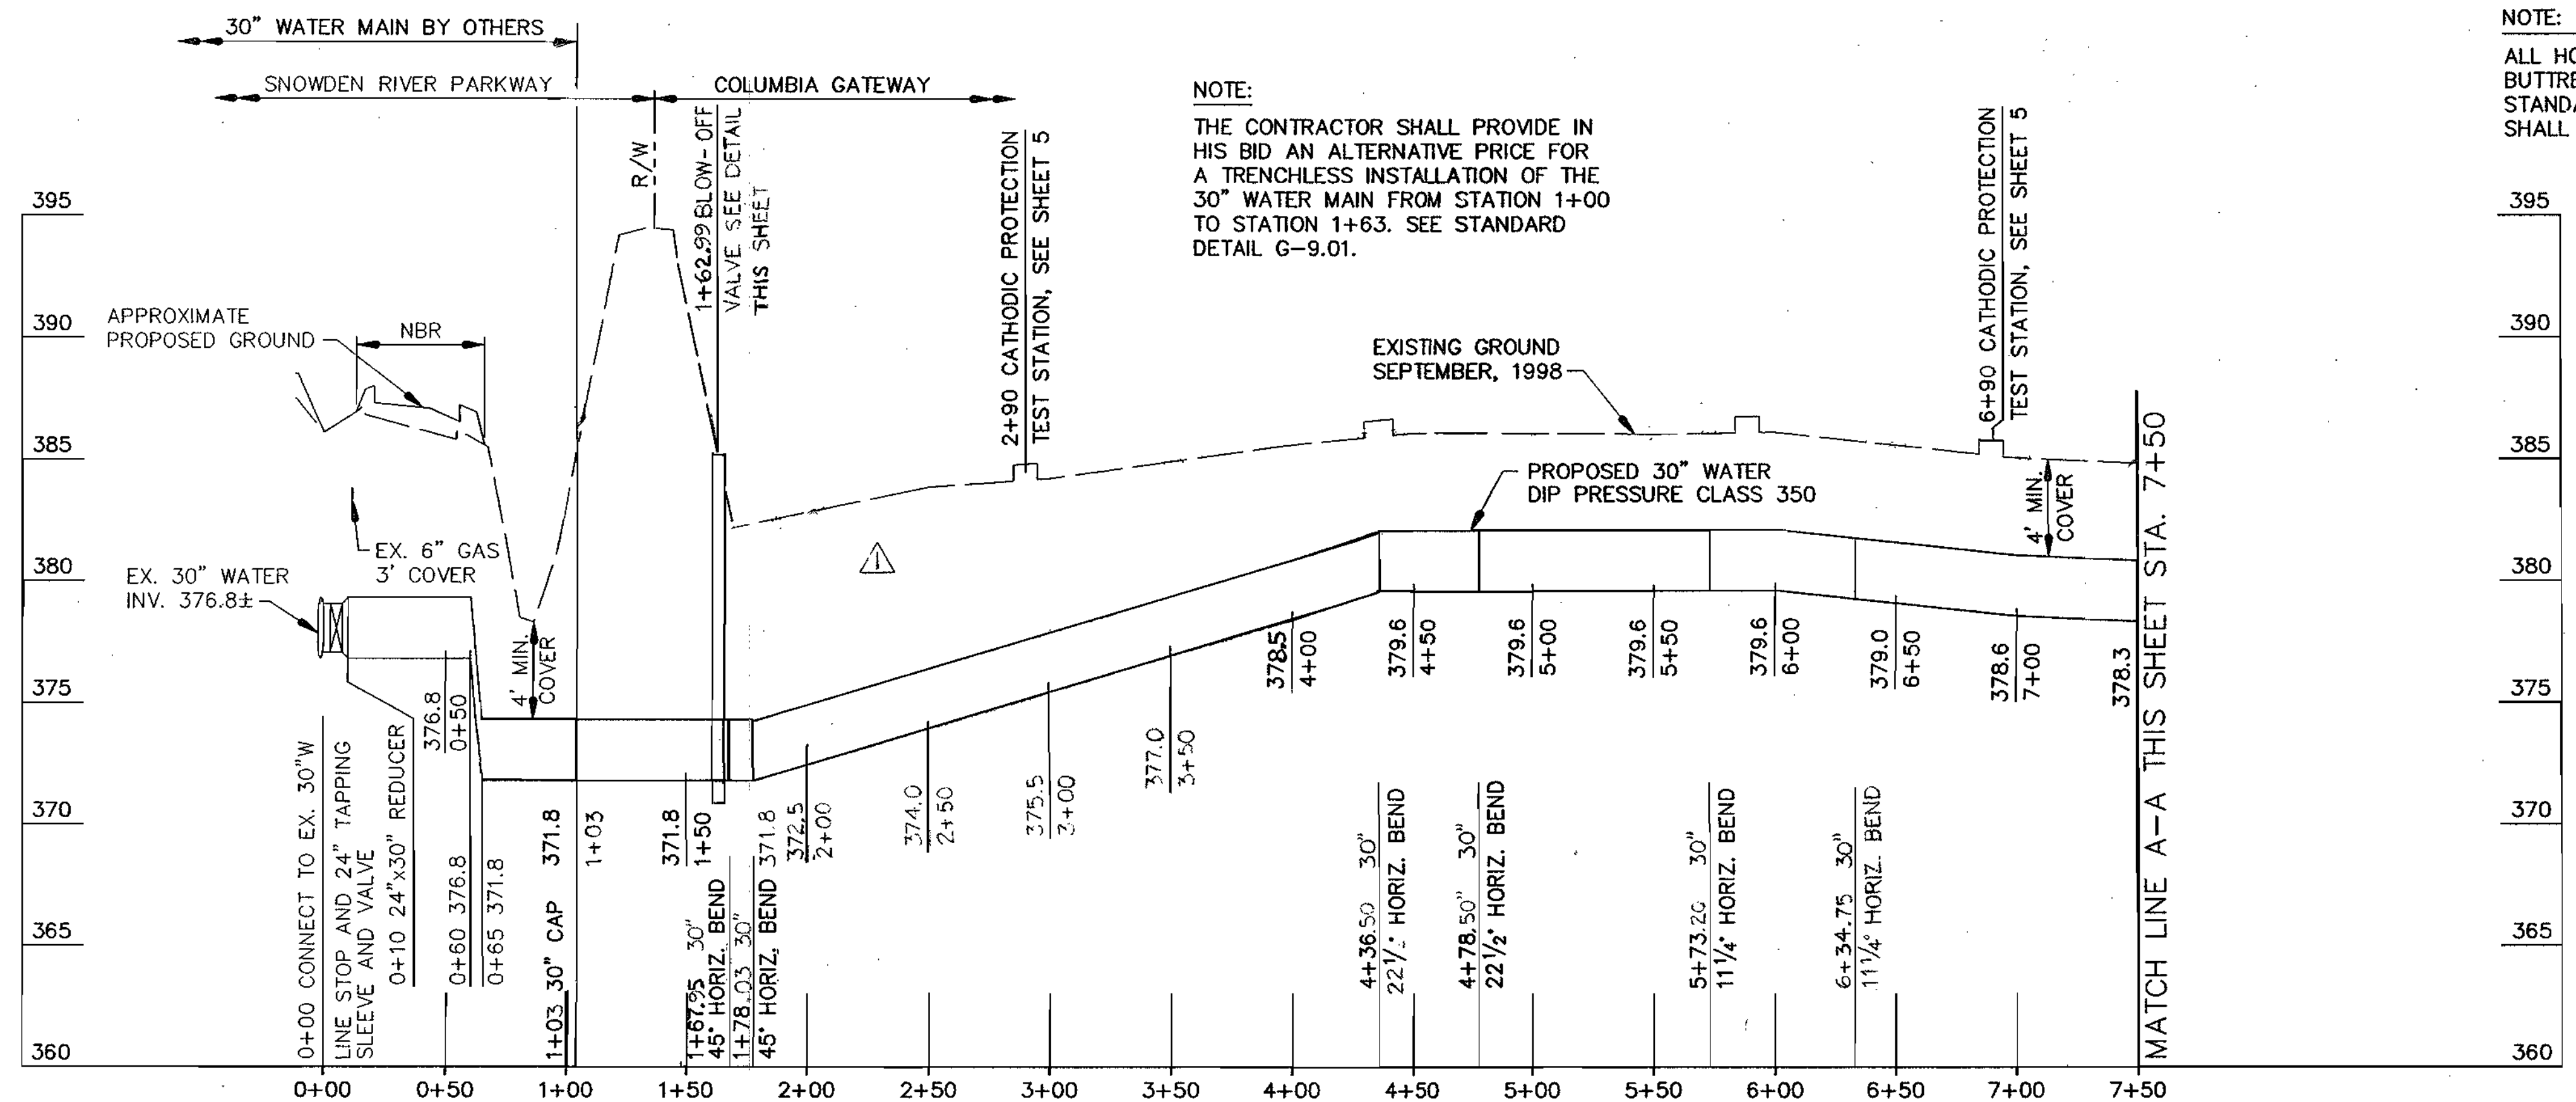 30" WATER MAIN BY OTHERS
SNOWDEN RIVER PARKWAY
COLUMBIA GATEWAY
R/W
1+62.99 BLOW-OFF
VALVE SEE DETAIL
THIS SHEET
2+90 CATHODIC PROTECTION
TEST STATION, SEE SHEET 5
NOTE:
THE CONTRACTOR SHALL PROVIDE IN
HIS BID AN ALTERNATIVE PRICE FOR
A TRENCHLESS INSTALLATION OF THE
30" WATER MAIN FROM STATION 1+00
TO STATION 1+63. SEE STANDARD
DETAIL G-9.01.
6+90 CATHODIC PROTECTION
TEST STATION, SEE SHEET 5
NOTE:
ALL HO
BUTTRE
STANDA
SHALL
395
390
385
380
375
370
365
360
395
390
385
380
375
370
365
360
APPROXIMATE
PROPOSED GROUND
NBR
EX. 6" GAS
3' COVER
EX. 30" WATER
INV. 376.8±
4' MIN.
COVER
EXISTING GROUND
SEPTEMBER, 1998
PROPOSED 30" WATER
DIP PRESSURE CLASS 350
1
4' MIN.
COVER
MATCH LINE A-A THIS SHEET STA. 7+50
0+00 CONNECT TO EX. 30"W
LINE STOP AND 24" TAPPING
SLEEVE AND VALVE
0+10 24"x30" REDUCER
376.8
0+50
0+60 376.8
0+65 371.8
1+03 30" CAP 371.8
1+03
371.8
1+50
1+67.95 30"
45° HORIZ. BEND
1+78.03 30"
45° HORIZ. BEND 371.8
372.5
2+00
374.0
2+50
375.5
3+00
377.0
3+50
378.5
4+00
379.6
4+50
379.6
5+00
379.6
5+50
379.6
6+00
379.0
6+50
378.6
7+00
378.3
4+36.50 30"
22 1/2° HORIZ. BEND
4+78.50" 30"
22 1/2° HORIZ. BEND
5+73.20 30"
11 1/4° HORIZ. BEND
6+34.75 30"
11 1/4° HORIZ. BEND
0+00 0+50 1+00 1+50 2+00 2+50 3+00 3+50 4+00 4+50 5+00 5+50 6+00 6+50 7+00 7+50